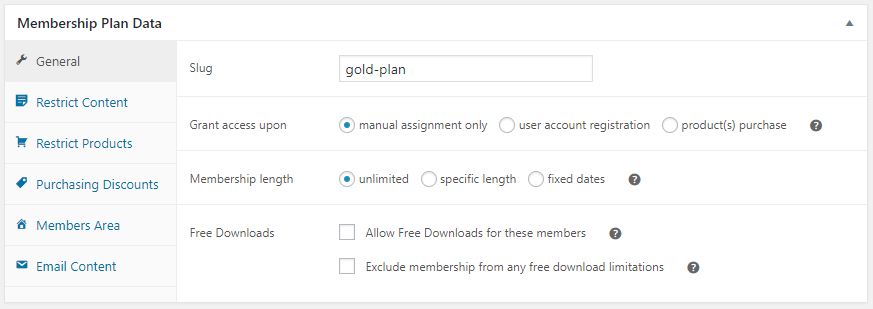 Membership Plan Data
General
Restrict Content
Restrict Products
Purchasing Discounts
Members Area
Email Content
Slug gold-plan
Grant access upon manual assignment only user account registration product(s) purchase
Membership length unlimited specific length fixed dates
Free Downloads Allow Free Downloads for these members
Exclude membership from any free download limitations